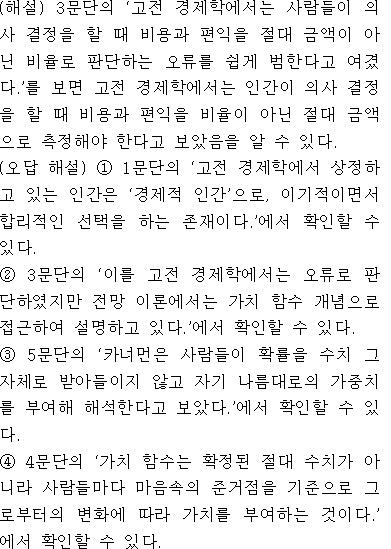 (해설) 3문단의 ‘고전 경제학에서는 사람들이 의
사 결정을 할 때 비용과 편익을 절대 금액이 아
닌 비율로 판단하는 오류를 쉽게 범한다고 여겼
다.’를 보면 고전 경제학에서는 인간이 의사 결정
을 할 때 비용과 편익을 비율이 아닌 절대 금액
으로 측정해야 한다고 보았음을 알 수 있다.
(오답 해설) ① 1문단의 ‘고전 경제학에서 상정하
고 있는 인간은 ‘경제적 인간’으로, 이기적이면서
합리적인 선택을 하는 존재이다.’에서 확인할 수
있다.
② 3문단의 ‘이를 고전 경제학에서는 오류로 판
단하였지만 전망 이론에서는 가치 함수 개념으로
접근하여 설명하고 있다.’에서 확인할 수 있다.
③ 5문단의 ‘카너먼은 사람들이 확률을 수치 그
자체로 받아들이지 않고 자기 나름대로의 가중치
를 부여해 해석한다고 보았다.’에서 확인할 수 있
다.
④ 4문단의 ‘가치 함수는 확정된 절대 수치가 아
니라 사람들마다 마음속의 준거점을 기준으로 그
로부터의 변화에 따라 가치를 부여하는 것이다.’
에서 확인할 수 있다.